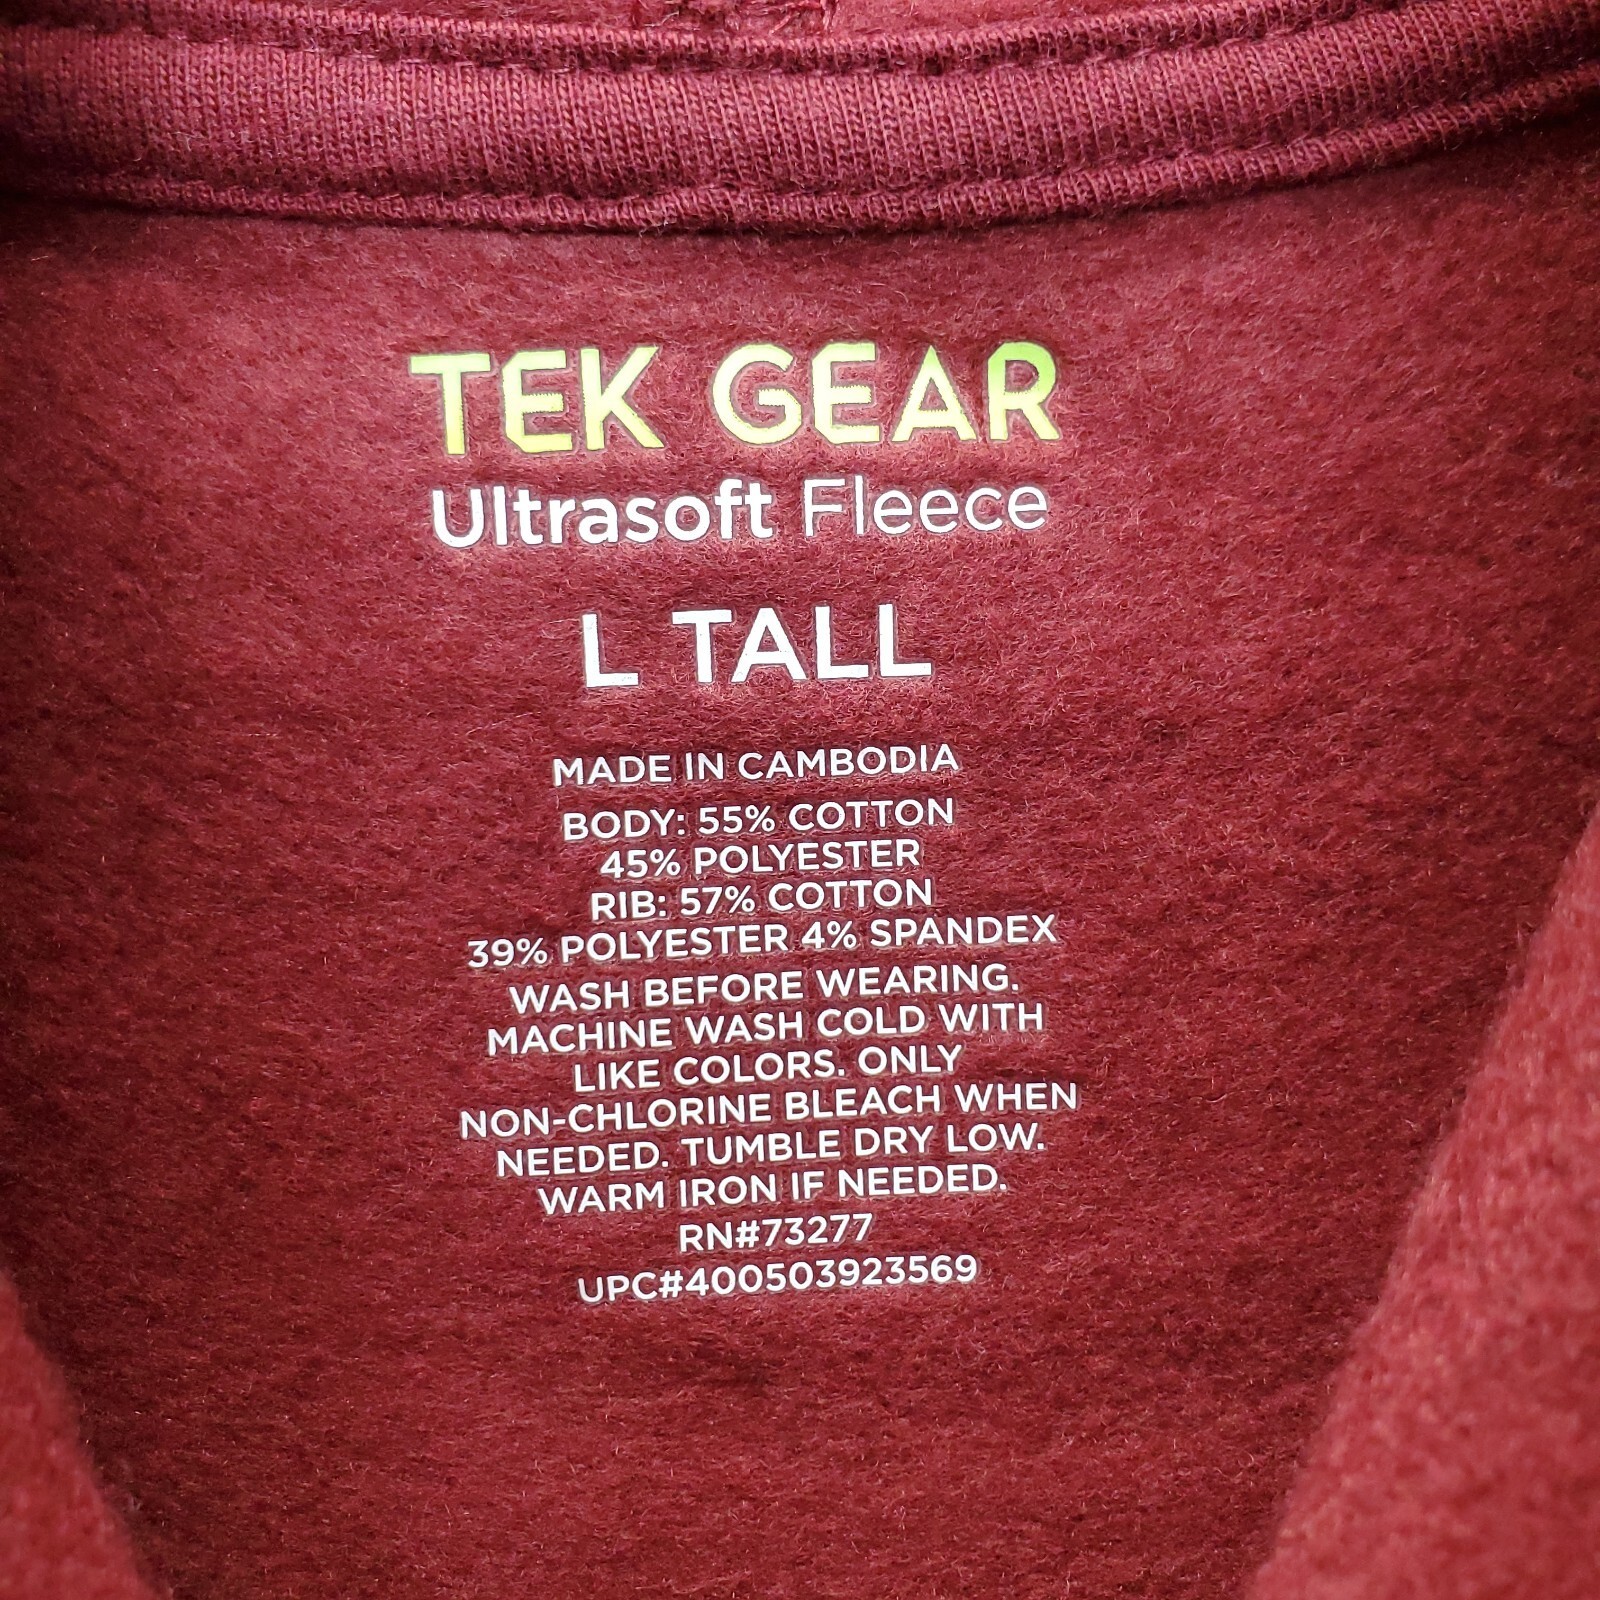 TEK GEAR
Ultrasoft Fleece
L TALL
MADE IN CAMBODIA
BODY: 55% COTTON
45% POLYESTER
RIB: 57% COTTON
39% POLYESTER 4% SPANDEX
WASH BEFORE WEARING.
MACHINE WASH COLD WITH
LIKE COLORS. ONLY
NON-CHLORINE BLEACH WHEN
NEEDED. TUMBLE DRY LOW.
WARM IRON IF NEEDED.
RN#73277
UPC#400503923569